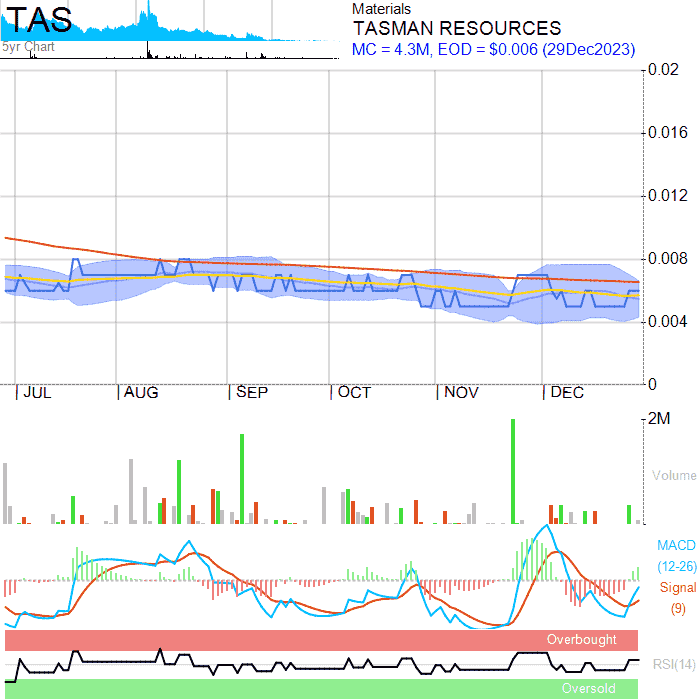 TAS
5yr Chart
Materials
TASMAN RESOURCES
MC = 4.3M, EOD = $0.006 (29Dec2023)
0.02
0.016
0.012
0.008
0.004
0
JUL
AUG
SEP
OCT
NOV
DEC
2M
Volume
MACD
(12-26)
Signal
(9)
Overbought
RSI(14)
Oversold